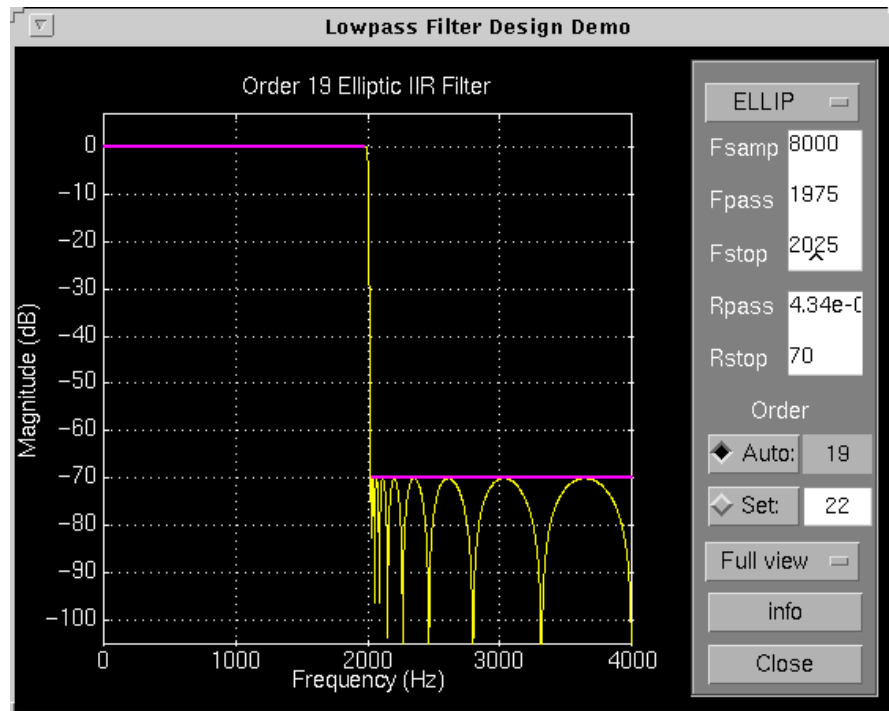 Lowpass Filter Design Demo
Order 19 Elliptic IIR Filter
Magnitude (dB)
0
−10
−20
−30
−40
−50
−60
−70
−80
−90
−100
0 1000 2000 3000 4000
Frequency (Hz)
ELLIP
Fsamp 8000
Fpass 1975
Fstop 2025
Rpass 4.34e-
Rstop 70
Order
Auto: 19
Set: 22
Full view
info
Close